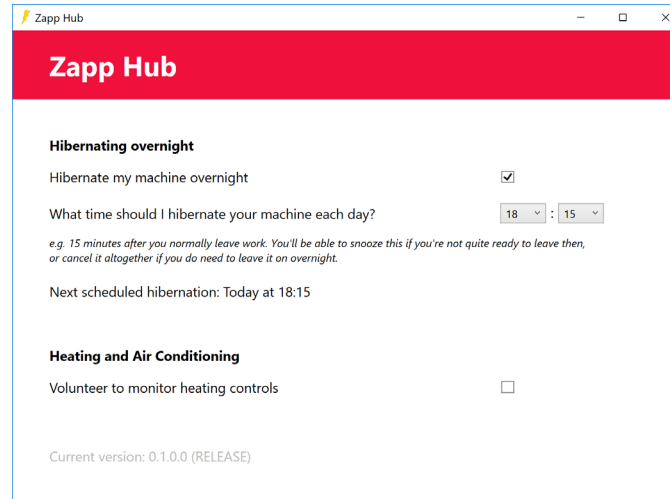 Zapp Hub
Zapp Hub
Hibernating overnight
Hibernate my machine overnight
What time should I hibernate your machine each day? 18 : 15
e.g. 15 minutes after you normally leave work. You'll be able to snooze this if you're not quite ready to leave then,
or cancel it altogether if you do need to leave it on overnight.
Next scheduled hibernation: Today at 18:15
Heating and Air Conditioning
Volunteer to monitor heating controls
Current version: 0.1.0.0 (RELEASE)